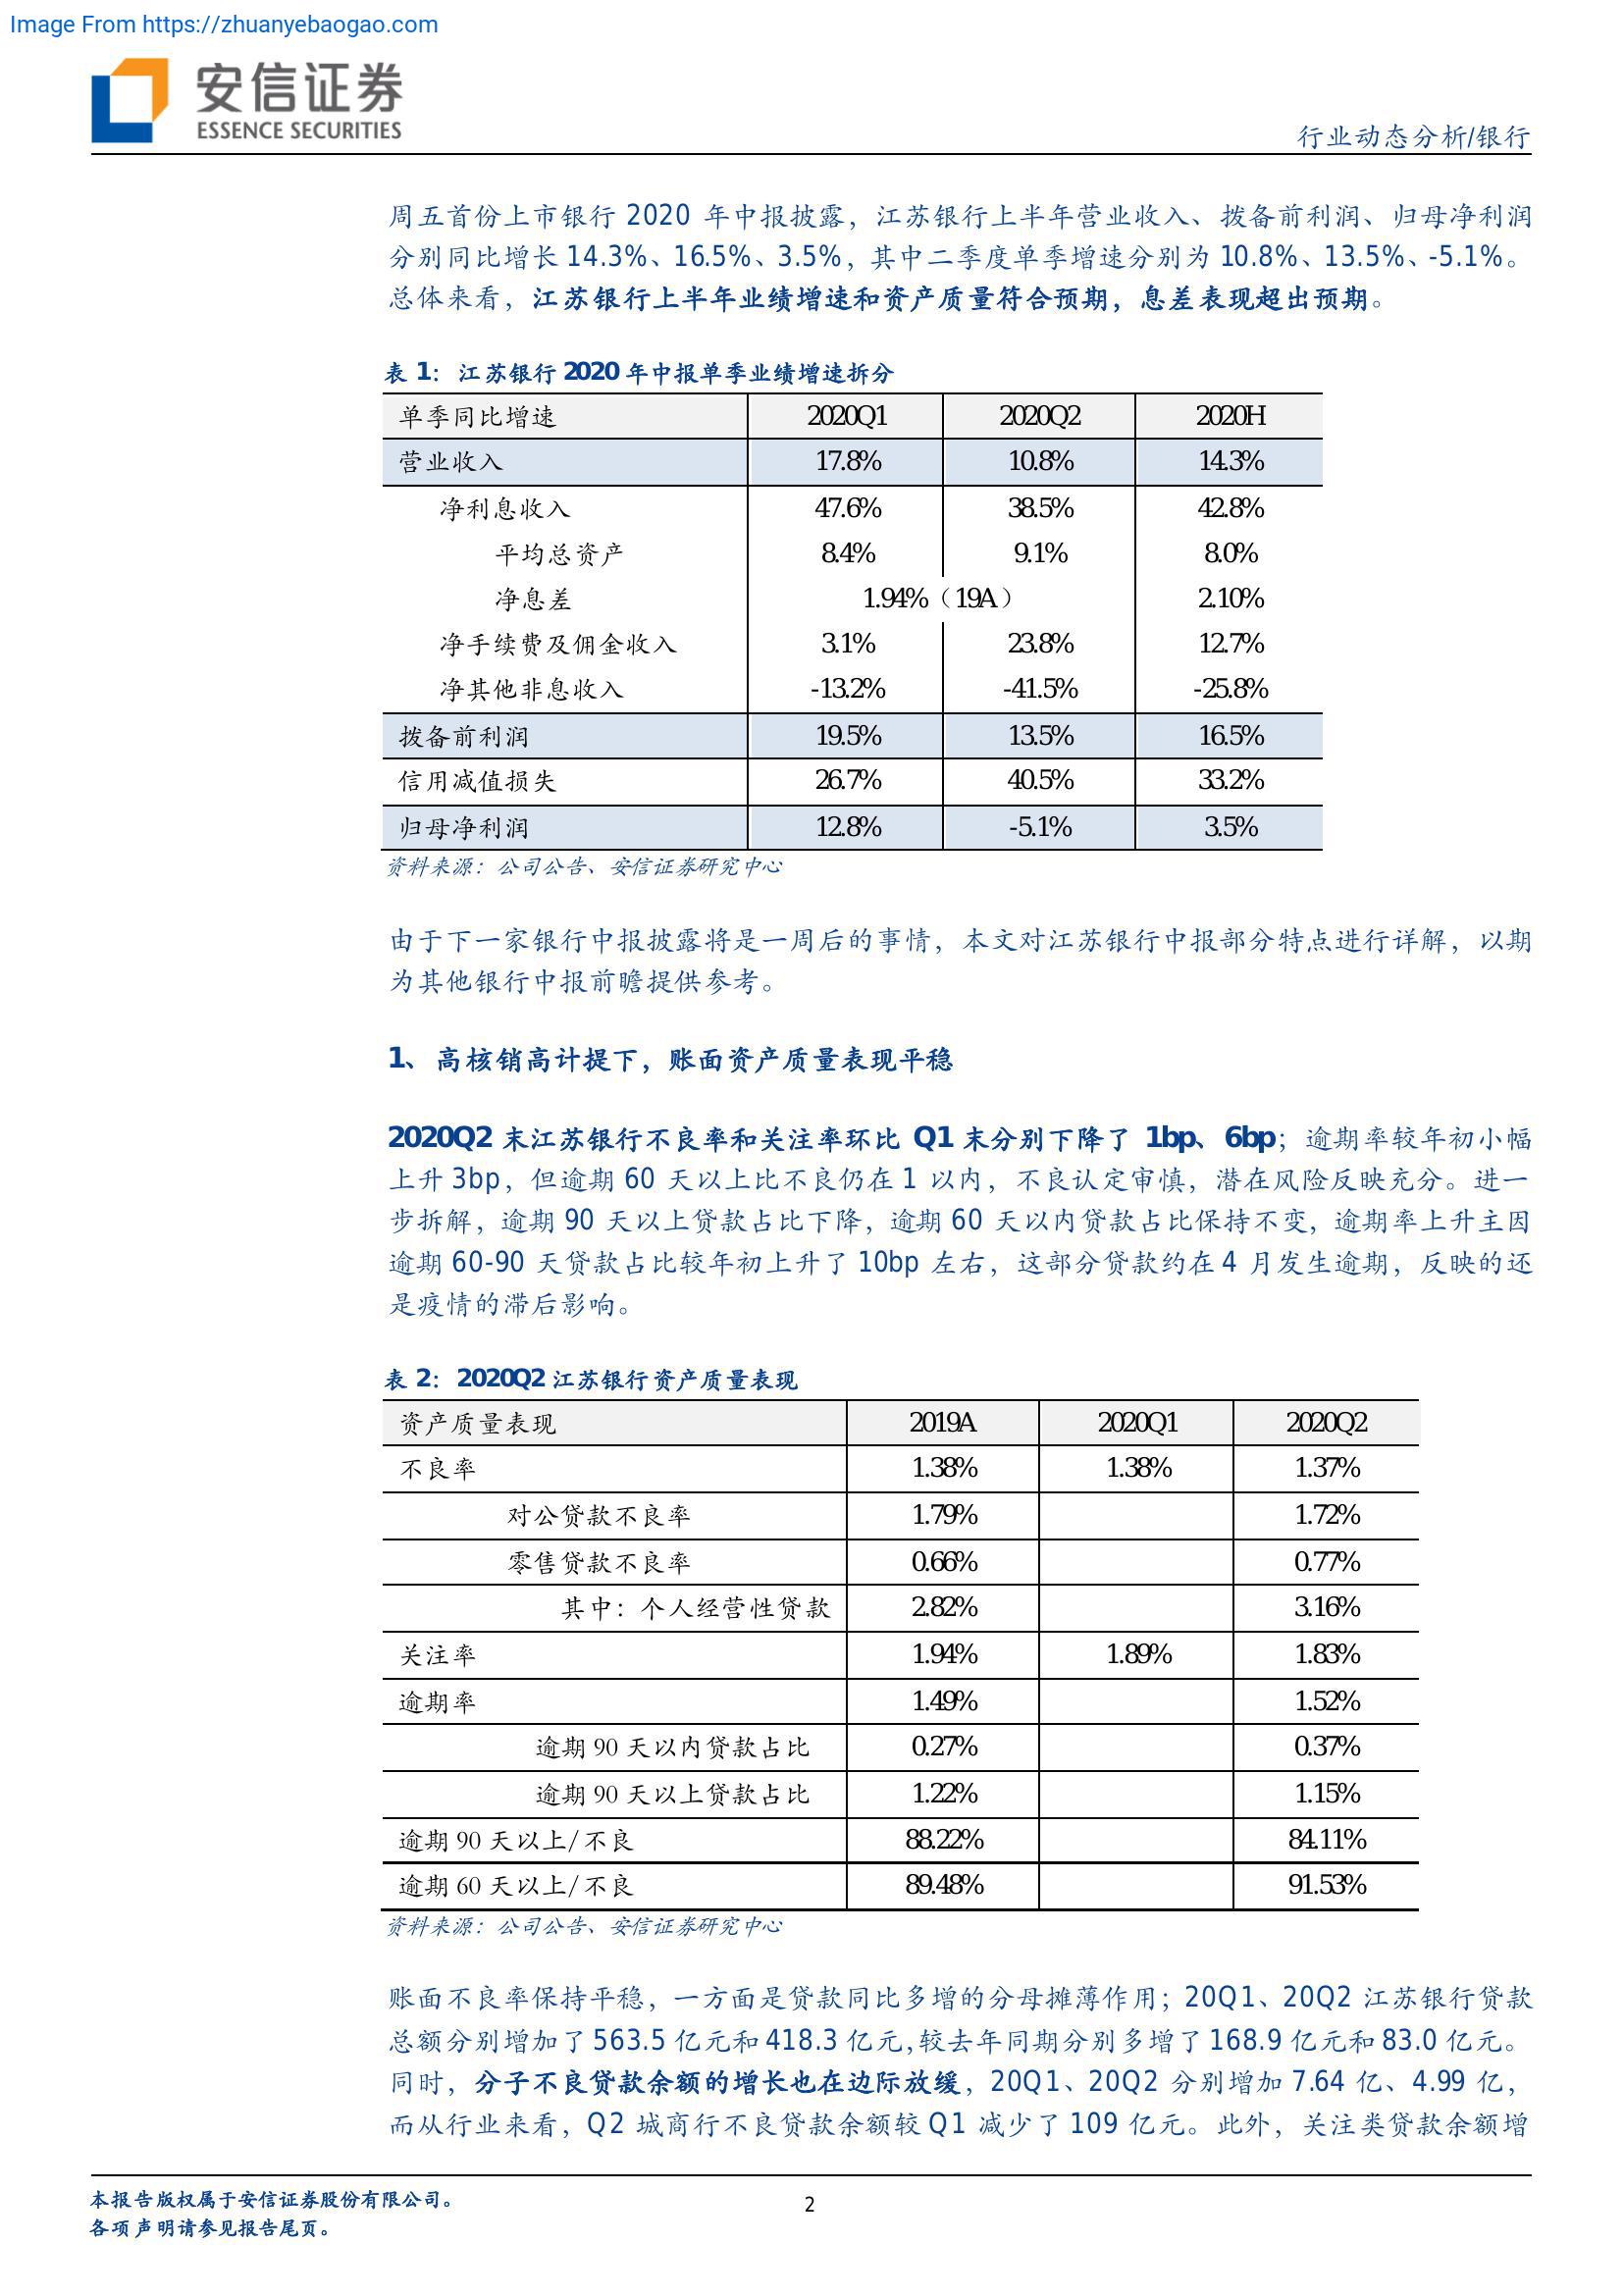 Image From https://zhuanyebaogao.com
安信证券
ESSENCE SECURITIES
行业动态分析/银行
周五首份上市银行 2020 年中报披露，江苏银行上半年营业收入、拨备前利润、归母净利润
分别同比增长 14.3%、16.5%、3.5%，其中二季度单季增速分别为 10.8%、13.5%、-5.1%。
总体来看，江苏银行上半年业绩增速和资产质量符合预期，息差表现超出预期。
表 1：江苏银行 2020 年中报单季业绩增速拆分
单季同比增速 2020Q1 2020Q2 2020H
营业收入 17.8% 10.8% 14.3%
净利息收入 47.6% 38.5% 42.8%
平均总资产 8.4% 9.1% 8.0%
净息差 1.94%（19A） 2.10%
净手续费及佣金收入 3.1% 23.8% 12.7%
净其他非息收入 -13.2% -41.5% -25.8%
拨备前利润 19.5% 13.5% 16.5%
信用减值损失 26.7% 40.5% 33.2%
归母净利润 12.8% -5.1% 3.5%
资料来源：公司公告、安信证券研究中心
由于下一家银行中报披露将是一周后的事情，本文对江苏银行中报部分特点进行详解，以期
为其他银行中报前瞻提供参考。
1、高核销高计提下，账面资产质量表现平稳
2020Q2 末江苏银行不良率和关注率环比 Q1 末分别下降了 1bp、6bp；逾期率较年初小幅
上升 3bp，但逾期 60 天以上比不良仍在 1 以内，不良认定审慎，潜在风险反映充分。进一
步拆解，逾期 90 天以上贷款占比下降，逾期 60 天以内贷款占比保持不变，逾期率上升主因
逾期 60-90 天贷款占比较年初上升了 10bp 左右，这部分贷款约在 4 月发生逾期，反映的还
是疫情的滞后影响。
表 2：2020Q2 江苏银行资产质量表现
资产质量表现 2019A 2020Q1 2020Q2
不良率 1.38% 1.38% 1.37%
对公贷款不良率 1.79% 1.72%
零售贷款不良率 0.66% 0.77%
其中：个人经营性贷款 2.82% 3.16%
关注率 1.94% 1.89% 1.83%
逾期率 1.49% 1.52%
逾期 90 天以内贷款占比 0.27% 0.37%
逾期 90 天以上贷款占比 1.22% 1.15%
逾期 90 天以上/不良 88.22% 84.11%
逾期 60 天以上/不良 89.48% 91.53%
资料来源：公司公告、安信证券研究中心
账面不良率保持平稳，一方面是贷款同比多增的分母摊薄作用；20Q1、20Q2 江苏银行贷款
总额分别增加了 563.5 亿元和 418.3 亿元,较去年同期分别多增了 168.9 亿元和 83.0 亿元。
同时，分子不良贷款余额的增长也在边际放缓，20Q1、20Q2 分别增加 7.64 亿、4.99 亿，
而从行业来看，Q2 城商行不良贷款余额较 Q1 减少了 109 亿元。此外，关注类贷款余额增
本报告版权属于安信证券股份有限公司。
各项声明请参见报告尾页。
2